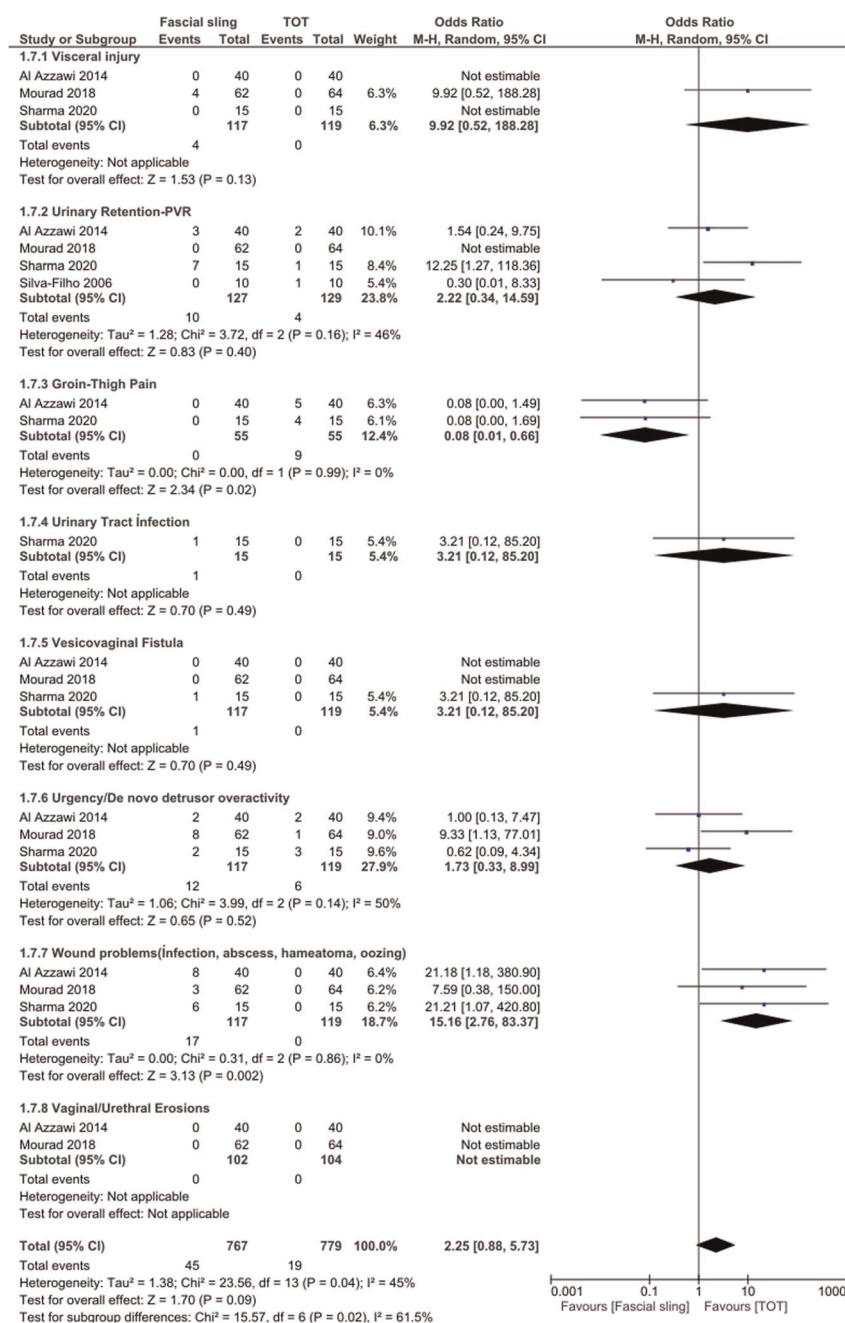 Fascial sling TOT Odds Ratio Odds Ratio
Study or Subgroup Events Total Events Total Weight M-H, Random, 95% CI M-H, Random, 95% CI
1.7.1 Visceral injury
Al Azzawi 2014 0 40 0 40 Not estimable
Mourad 2018 4 62 0 64 6.3% 9.92 [0.52, 188.28]
Sharma 2020 0 15 0 15 Not estimable
Subtotal (95% CI) 117 119 6.3% 9.92 [0.52, 188.28]
Total events 4 0
Heterogeneity: Not applicable
Test for overall effect: Z = 1.53 (P = 0.13)
1.7.2 Urinary Retention-PVR
Al Azzawi 2014 3 40 2 40 10.1% 1.54 [0.24, 9.75]
Mourad 2018 0 62 0 64 Not estimable
Sharma 2020 7 15 1 15 8.4% 12.25 [1.27, 118.36]
Silva-Filho 2006 0 10 1 10 5.4% 0.30 [0.01, 8.33]
Subtotal (95% CI) 127 129 23.8% 2.22 [0.34, 14.59]
Total events 10 4
Heterogeneity: Tau² = 1.28; Chi² = 3.72, df = 2 (P = 0.16); I² = 46%
Test for overall effect: Z = 0.83 (P = 0.40)
1.7.3 Groin-Thigh Pain
Al Azzawi 2014 0 40 5 40 6.3% 0.08 [0.00, 1.49]
Sharma 2020 0 15 4 15 6.1% 0.08 [0.00, 1.69]
Subtotal (95% CI) 55 55 12.4% 0.08 [0.01, 0.66]
Total events 0 9
Heterogeneity: Tau² = 0.00; Chi² = 0.00, df = 1 (P = 0.99); I² = 0%
Test for overall effect: Z = 2.34 (P = 0.02)
1.7.4 Urinary Tract İnfection
Sharma 2020 1 15 0 15 5.4% 3.21 [0.12, 85.20]
Subtotal (95% CI) 15 15 5.4% 3.21 [0.12, 85.20]
Total events 1 0
Heterogeneity: Not applicable
Test for overall effect: Z = 0.70 (P = 0.49)
1.7.5 Vesicovaginal Fistula
Al Azzawi 2014 0 40 0 40 Not estimable
Mourad 2018 0 62 0 64 Not estimable
Sharma 2020 1 15 0 15 5.4% 3.21 [0.12, 85.20]
Subtotal (95% CI) 117 119 5.4% 3.21 [0.12, 85.20]
Total events 1 0
Heterogeneity: Not applicable
Test for overall effect: Z = 0.70 (P = 0.49)
1.7.6 Urgency/De novo detrusor overactivity
Al Azzawi 2014 2 40 2 40 9.4% 1.00 [0.13, 7.47]
Mourad 2018 8 62 1 64 9.0% 9.33 [1.13, 77.01]
Sharma 2020 2 15 3 15 9.6% 0.62 [0.09, 4.34]
Subtotal (95% CI) 117 119 27.9% 1.73 [0.33, 8.99]
Total events 12 6
Heterogeneity: Tau² = 1.06; Chi² = 3.99, df = 2 (P = 0.14); I² = 50%
Test for overall effect: Z = 0.65 (P = 0.52)
1.7.7 Wound problems(İnfection, abscess, hameatoma, oozing)
Al Azzawi 2014 8 40 0 40 6.4% 21.18 [1.18, 380.90]
Mourad 2018 3 62 0 64 6.2% 7.59 [0.38, 150.00]
Sharma 2020 6 15 0 15 6.2% 21.21 [1.07, 420.80]
Subtotal (95% CI) 117 119 18.7% 15.16 [2.76, 83.37]
Total events 17 0
Heterogeneity: Tau² = 0.00; Chi² = 0.31, df = 2 (P = 0.86); I² = 0%
Test for overall effect: Z = 3.13 (P = 0.002)
1.7.8 Vaginal/Urethral Erosions
Al Azzawi 2014 0 40 0 40 Not estimable
Mourad 2018 0 62 0 64 Not estimable
Subtotal (95% CI) 102 104 Not estimable
Total events 0 0
Heterogeneity: Not applicable
Test for overall effect: Not applicable
Total (95% CI) 767 779 100.0% 2.25 [0.88, 5.73]
Total events 45 19
Heterogeneity: Tau² = 1.38; Chi² = 23.56, df = 13 (P = 0.04); I² = 45%
Test for overall effect: Z = 1.70 (P = 0.09)
Test for subgroup differences: Chi² = 15.57, df = 6 (P = 0.02), I² = 61.5%
0.001 0.1 1 10 1000
Favours [Fascial sling] Favours [TOT]